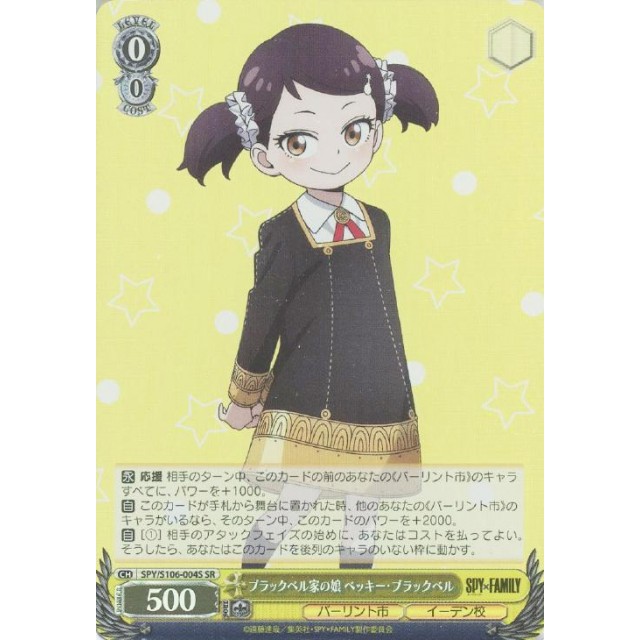 LEVEL
0
0
COST
永 応援 相手のターン中、このカードの前のあなたの《バーリント市》のキャラ
すべてに、パワーを+1000。
自 このカードが手札から舞台に置かれた時、他のあなたの《バーリント市》の
キャラがいるなら、そのターン中、このカードのパワーを+2000。
自 [①] 相手のアタックフェイズの始めに、あなたはコストを払ってよい。
そうしたら、あなたはこのカードを後列のキャラのいない枠に動かす。
CH SPY/S106-004S SR
ブラックベル家の娘 ベッキー・ブラックベル
SPY×FAMILY
POWER
500
バーリント市 イーデン校
©遠藤達哉／集英社・SPY×FAMILY製作委員会